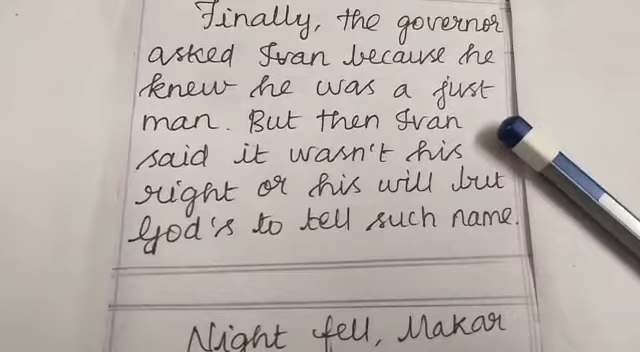 Finally, the governor
asked Ivan because he
knew he was a just
man. But then Ivan
said it wasn't his
right or his will but
God's to tell such name.
Night fell, Makar